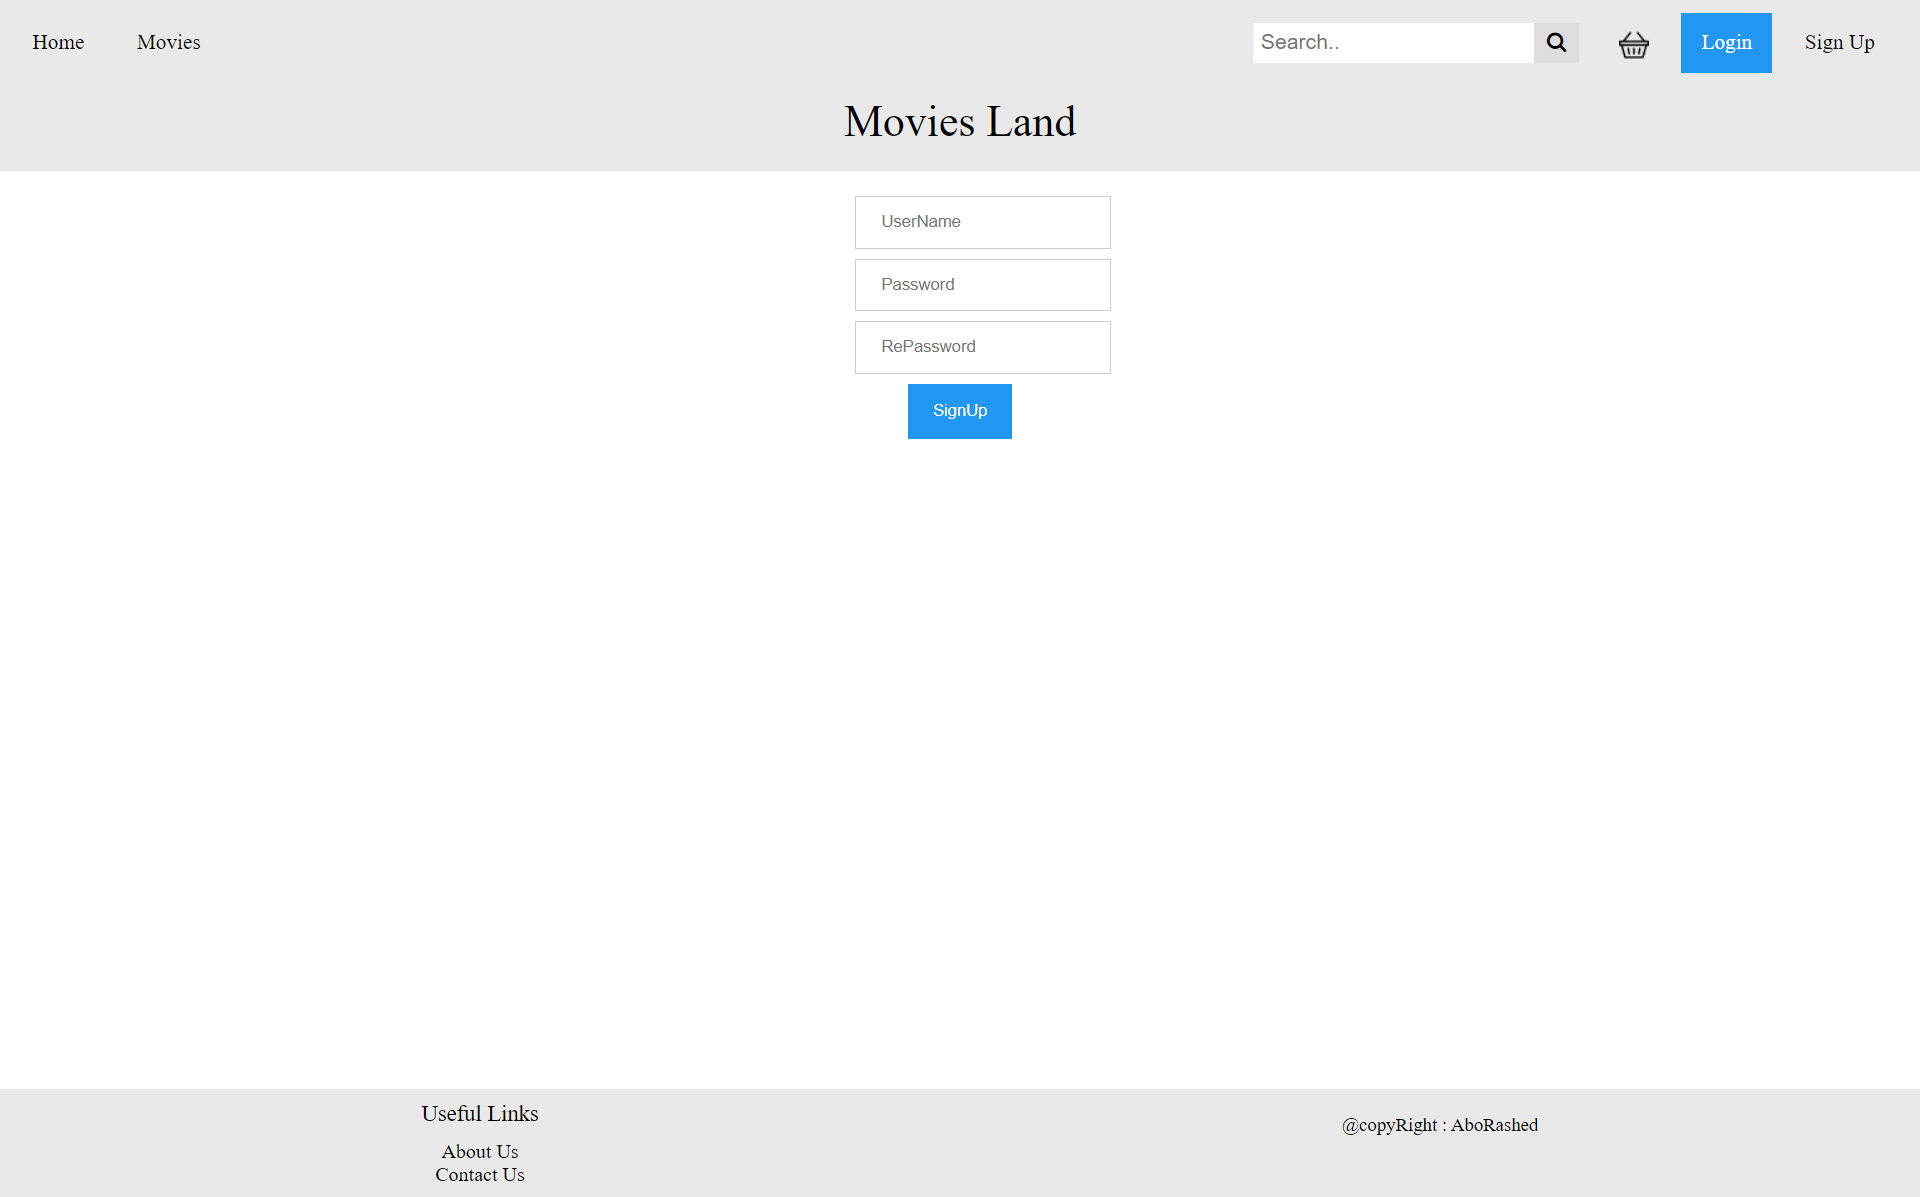 Home Movies Search.. Login Sign Up
Movies Land
UserName
Password
RePassword
SignUp
Useful Links
About Us
Contact Us
@copyRight : AboRashed